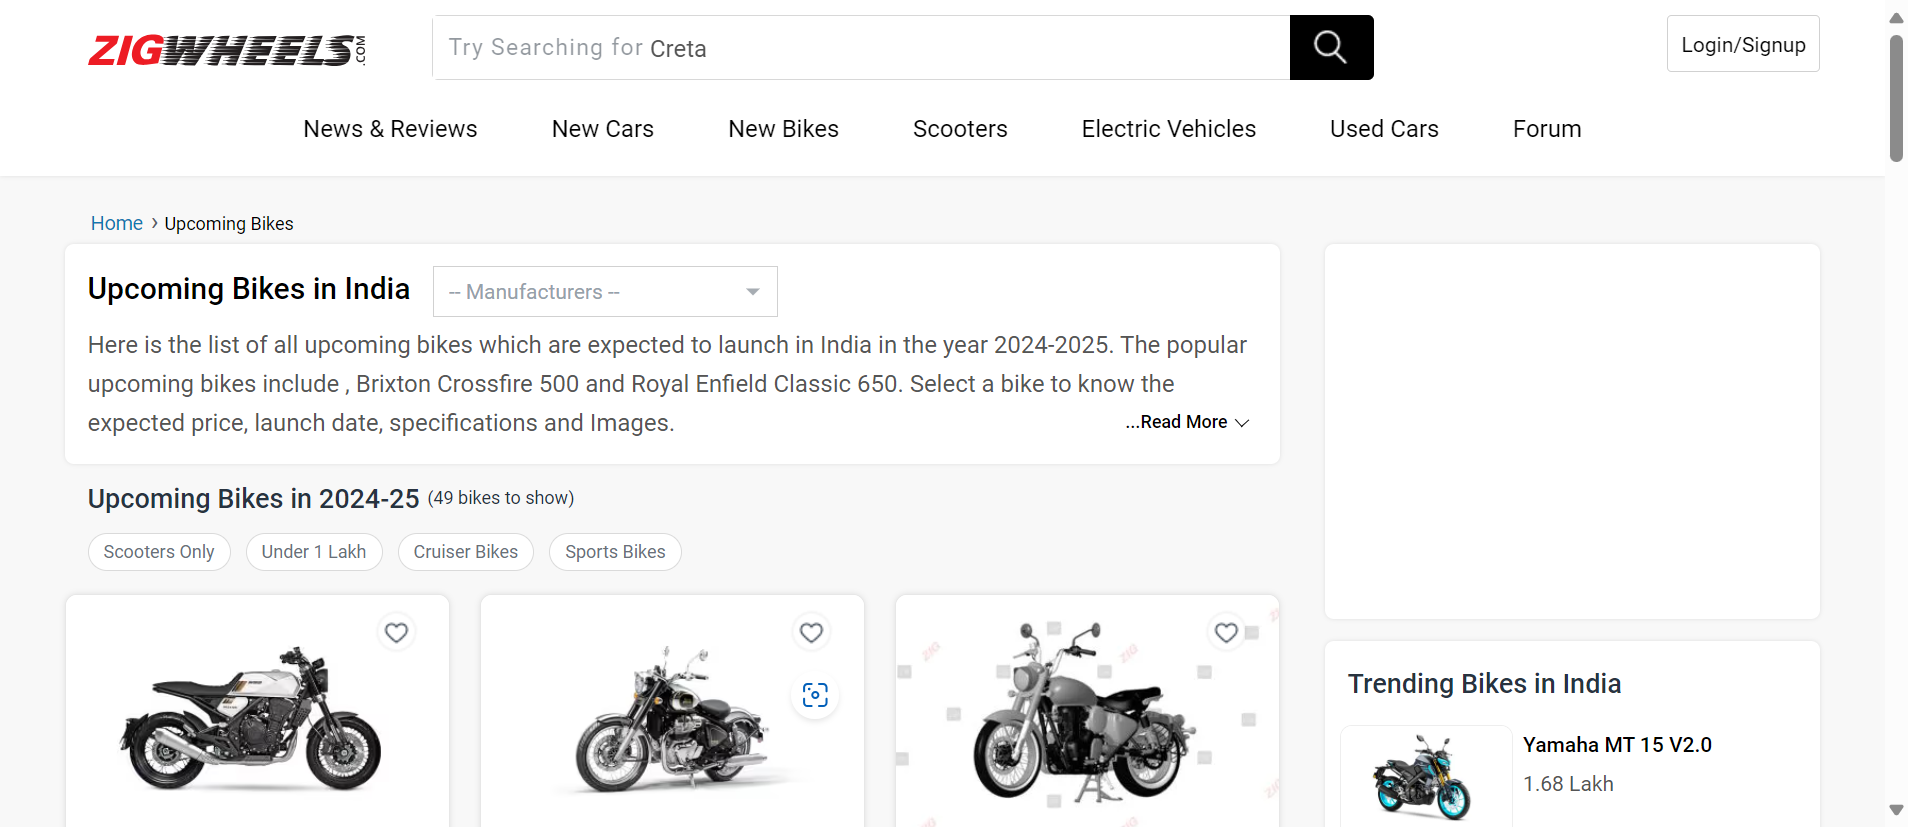 ZIGWHEELS.COM
Try Searching for Creta
Login/Signup
News & Reviews
New Cars
New Bikes
Scooters
Electric Vehicles
Used Cars
Forum
Home › Upcoming Bikes
Upcoming Bikes in India
-- Manufacturers --
Here is the list of all upcoming bikes which are expected to launch in India in the year 2024-2025. The popular
upcoming bikes include , Brixton Crossfire 500 and Royal Enfield Classic 650. Select a bike to know the
expected price, launch date, specifications and Images.
...Read More
Upcoming Bikes in 2024-25 (49 bikes to show)
Scooters Only
Under 1 Lakh
Cruiser Bikes
Sports Bikes
ZIG
ZIG
Trending Bikes in India
Yamaha MT 15 V2.0
1.68 Lakh